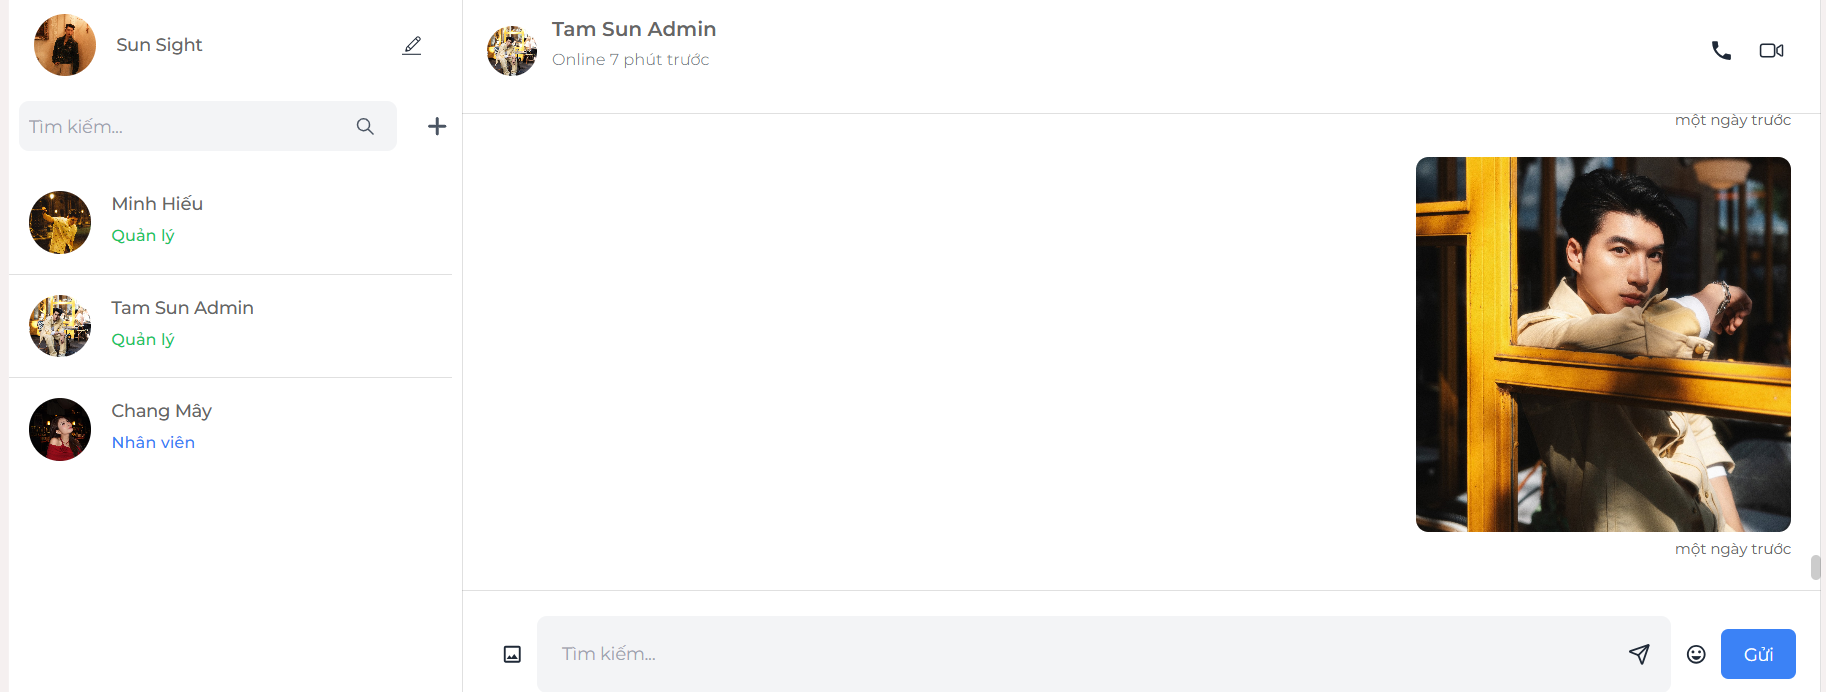 Sun Sight
Tìm kiếm...
Minh Hiếu
Quản lý
Tam Sun Admin
Quản lý
Chang Mây
Nhân viên
Tam Sun Admin
Online 7 phút trước
một ngày trước
một ngày trước
Tìm kiếm...
Gửi